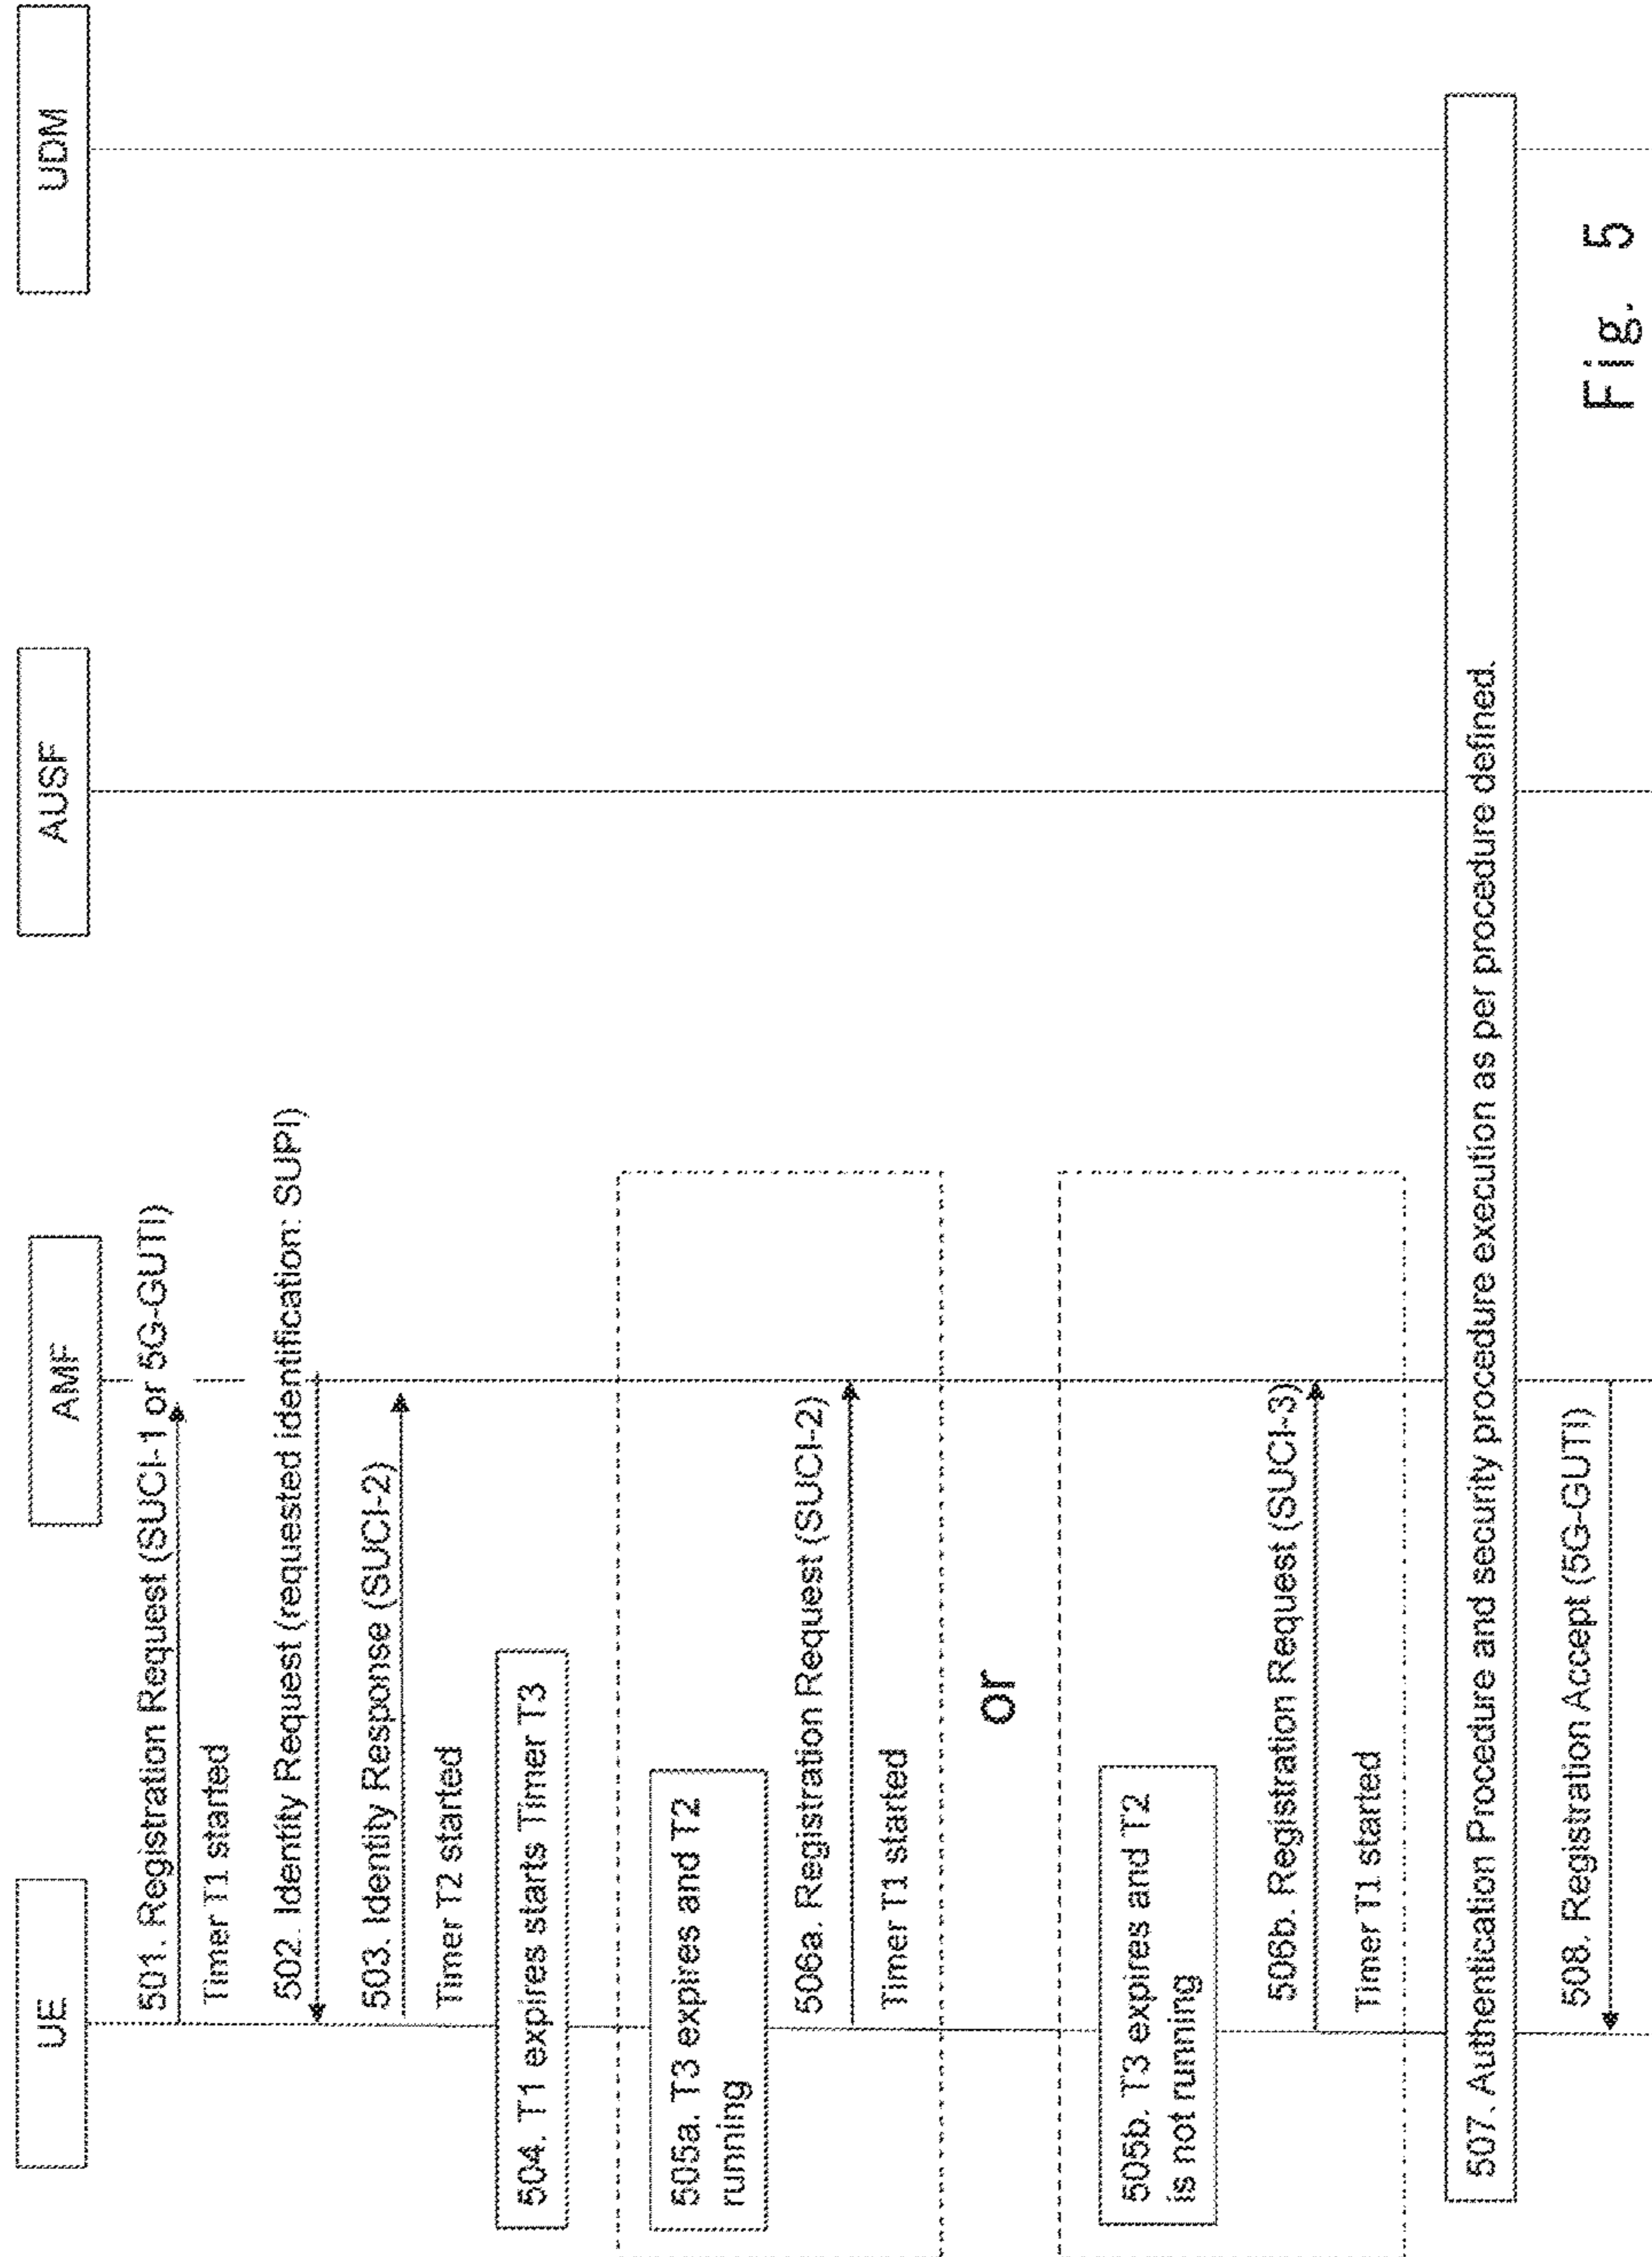 UE
AMF
AUSF
UDM
501. Registration Request (SUCI-1 or 5G-GUTI)
Timer T1 started
502. Identity Request (requested identification: SUPI)
503. Identity Response (SUCI-2)
Timer T2 started
504. T1 expires starts Timer T3
505a. T3 expires and T2
running
506a. Registration Request (SUCI-2)
Timer T1 started
or
505b. T3 expires and T2
is not running
506b. Registration Request (SUCI-3)
Timer T1 started
507. Authentication Procedure and security procedure execution as per procedure defined.
508. Registration Accept (5G-GUTI)
Fig. 5